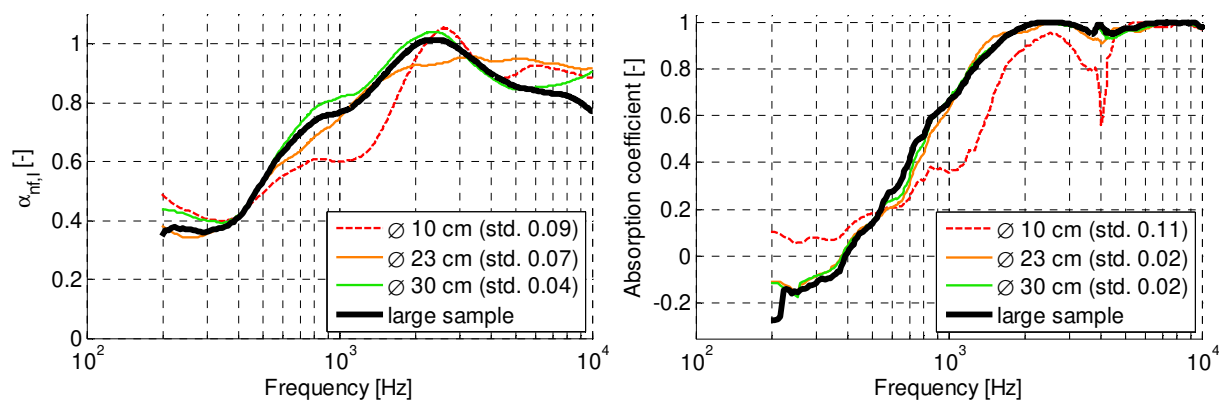 1
0.8
0.6
0.4
0.2
0
α_nf,I [-]
10^2
10^3
10^4
Frequency [Hz]
∅ 10 cm (std. 0.09)
∅ 23 cm (std. 0.07)
∅ 30 cm (std. 0.04)
large sample
1
0.8
0.6
0.4
0.2
0
-0.2
Absorption coefficient [-]
10^2
10^3
10^4
Frequency [Hz]
∅ 10 cm (std. 0.11)
∅ 23 cm (std. 0.02)
∅ 30 cm (std. 0.02)
large sample